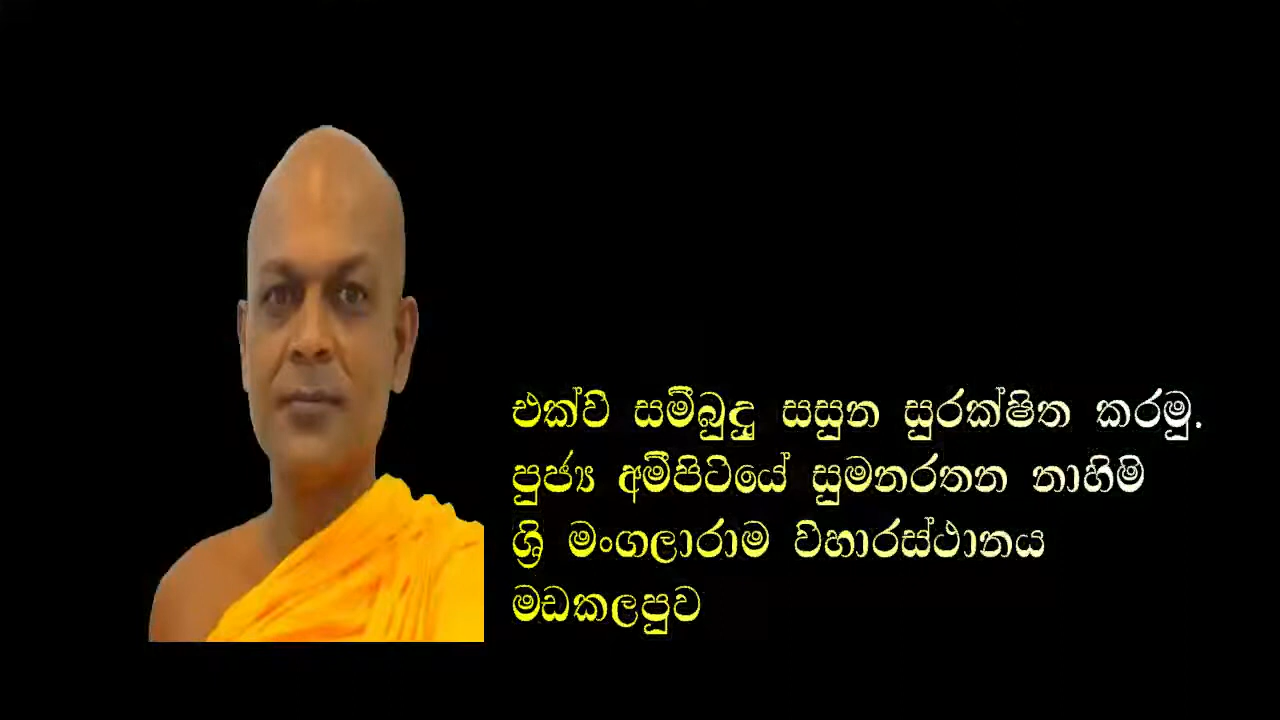 එක්ව සම්බුදු සසුන සුරක්ෂිත කරමු.
පුජ්‍ය අම්පිටියේ සුමනරතන නාහිමි
ශ්‍රි මංගලාරාම විහාරස්ථානය
මඩකලපුව